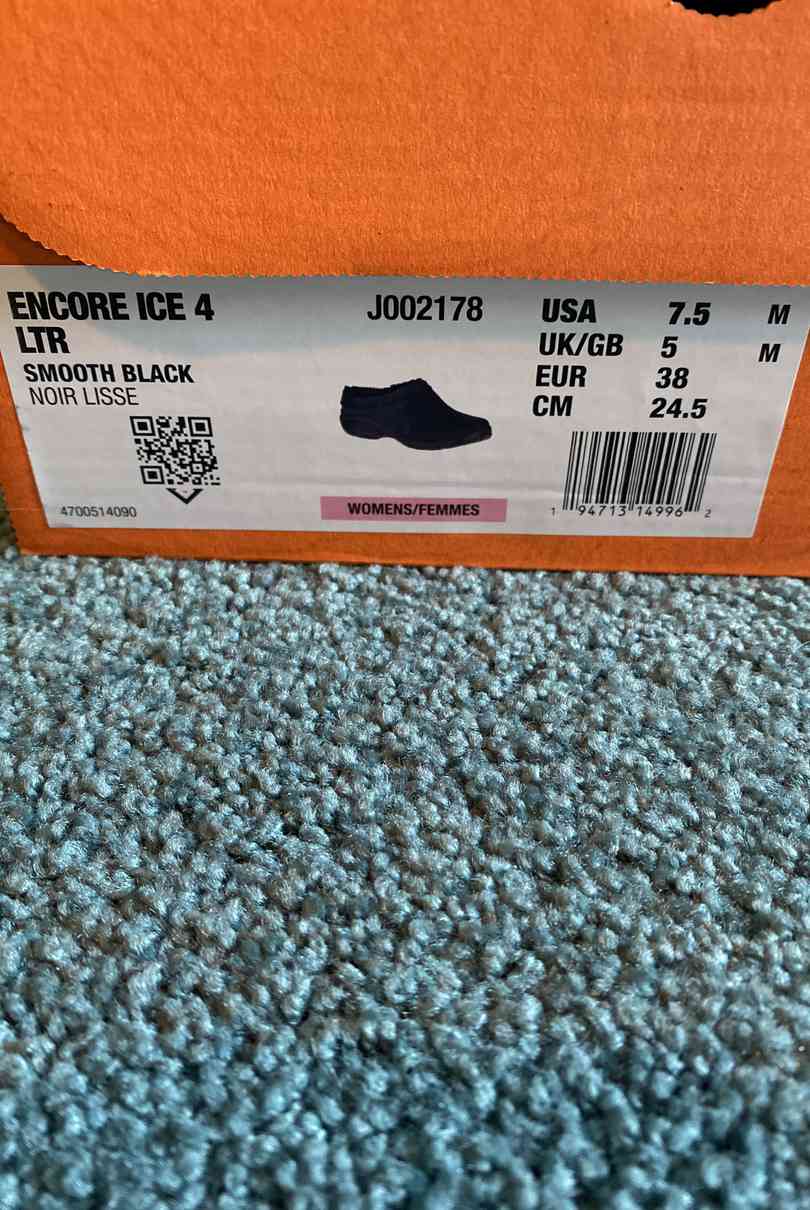 ENCORE ICE 4
LTR
SMOOTH BLACK
NOIR LISSE
4700514090
J002178
WOMENS/FEMMES
USA 7.5 M
UK/GB 5 M
EUR 38
CM 24.5
1 94713 14996 2